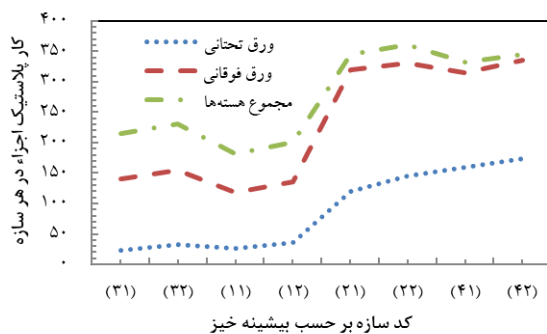 کار پلاستیک اجزاء در هر سازه
۴۰۰
۳۵۰
۳۰۰
۲۵۰
۲۰۰
۱۵۰
۱۰۰
۵۰
۰
ورق تحتانی
ورق فوقانی
مجموع هسته‌ها
(۳۱) (۳۲) (۱۱) (۱۲) (۲۱) (۲۲) (۴۱) (۴۲)
کد سازه بر حسب بیشینه خیز